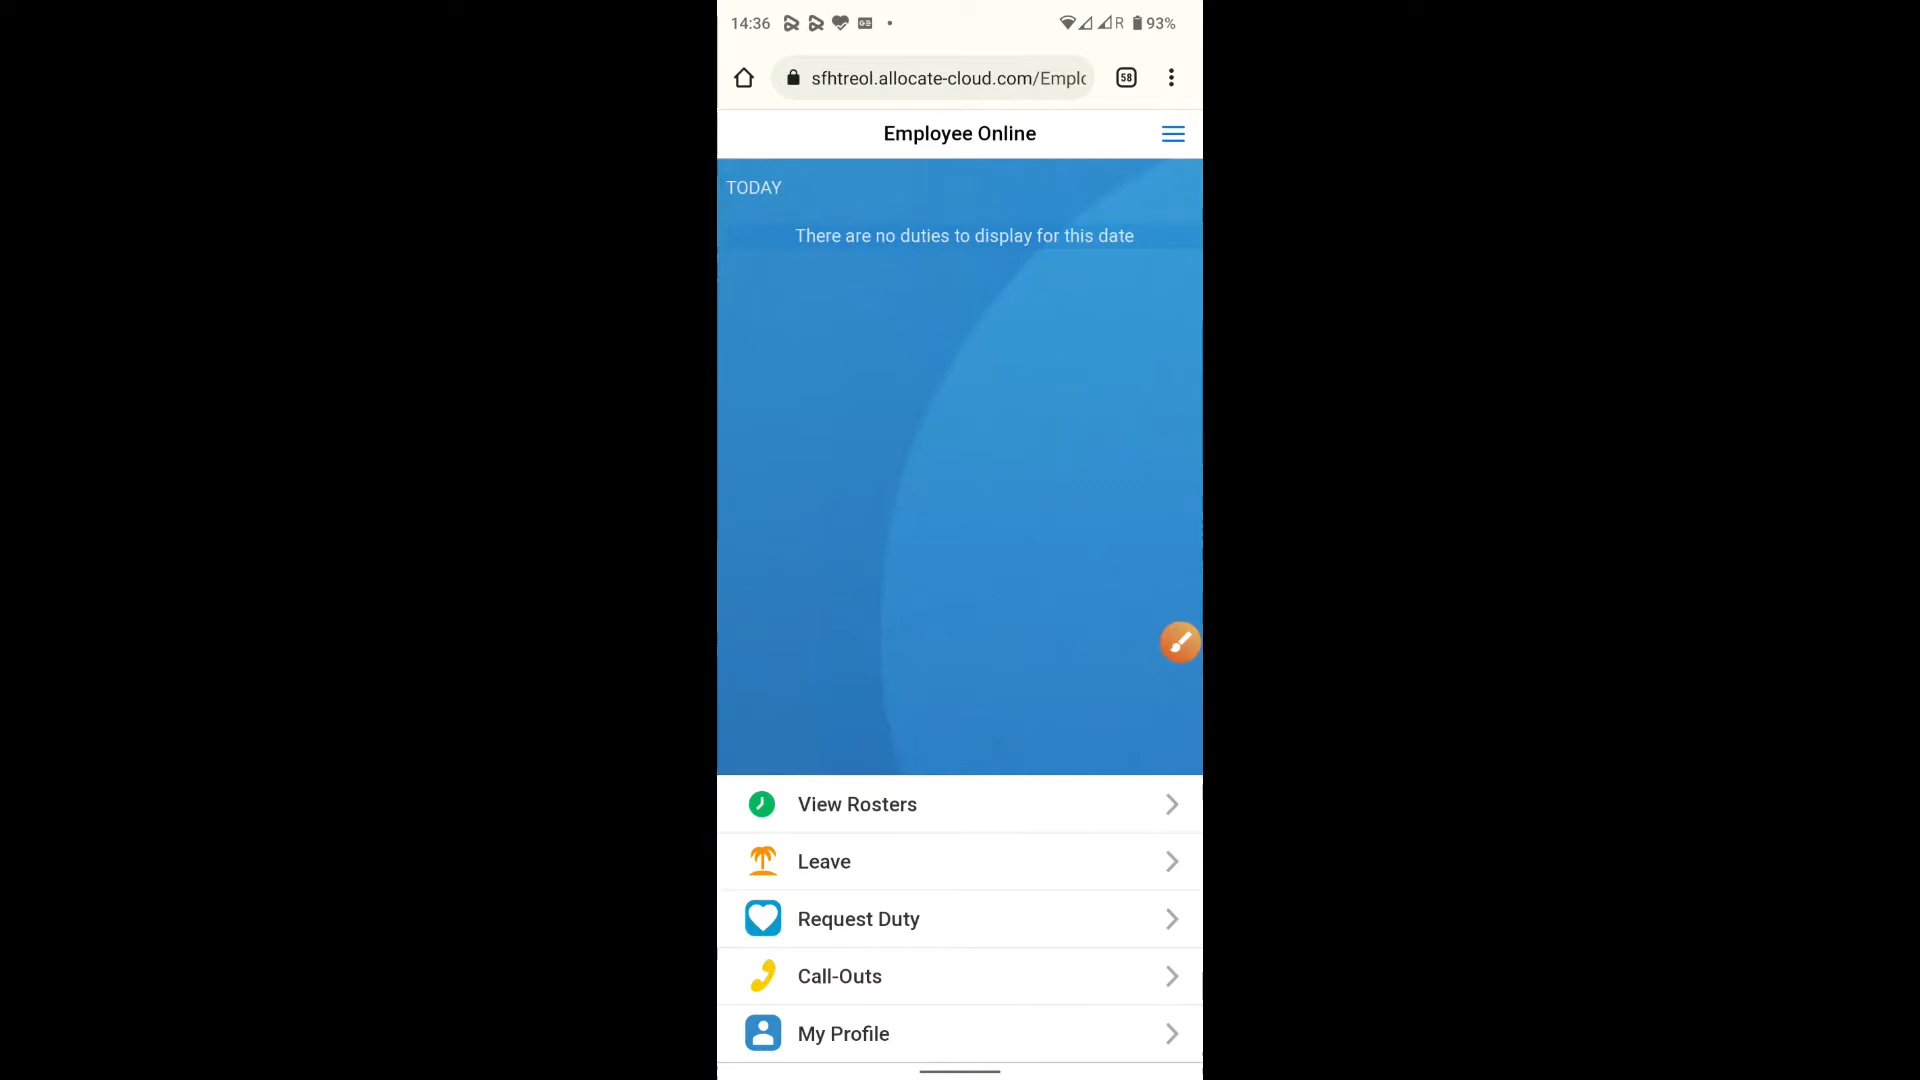 14:36
R 93%
sfhtreol.allocate-cloud.com/Emplo
58
Employee Online
TODAY
There are no duties to display for this date
View Rosters
Leave
Request Duty
Call-Outs
My Profile